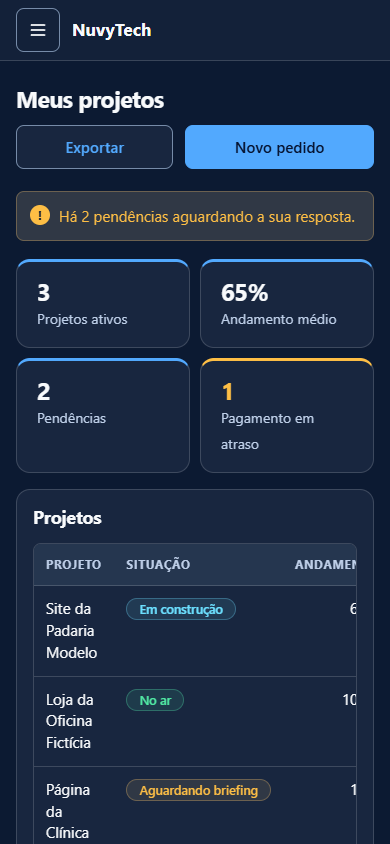 NuvyTech
Meus projetos
Exportar
Novo pedido
! Há 2 pendências aguardando a sua resposta.
3
Projetos ativos
65%
Andamento médio
2
Pendências
1
Pagamento em
atraso
Projetos
PROJETO SITUAÇÃO
Site da
Padaria
Modelo
Em construção
Loja da
Oficina
Fictícia
No ar
Página
da
Clínica
Aguardando briefing